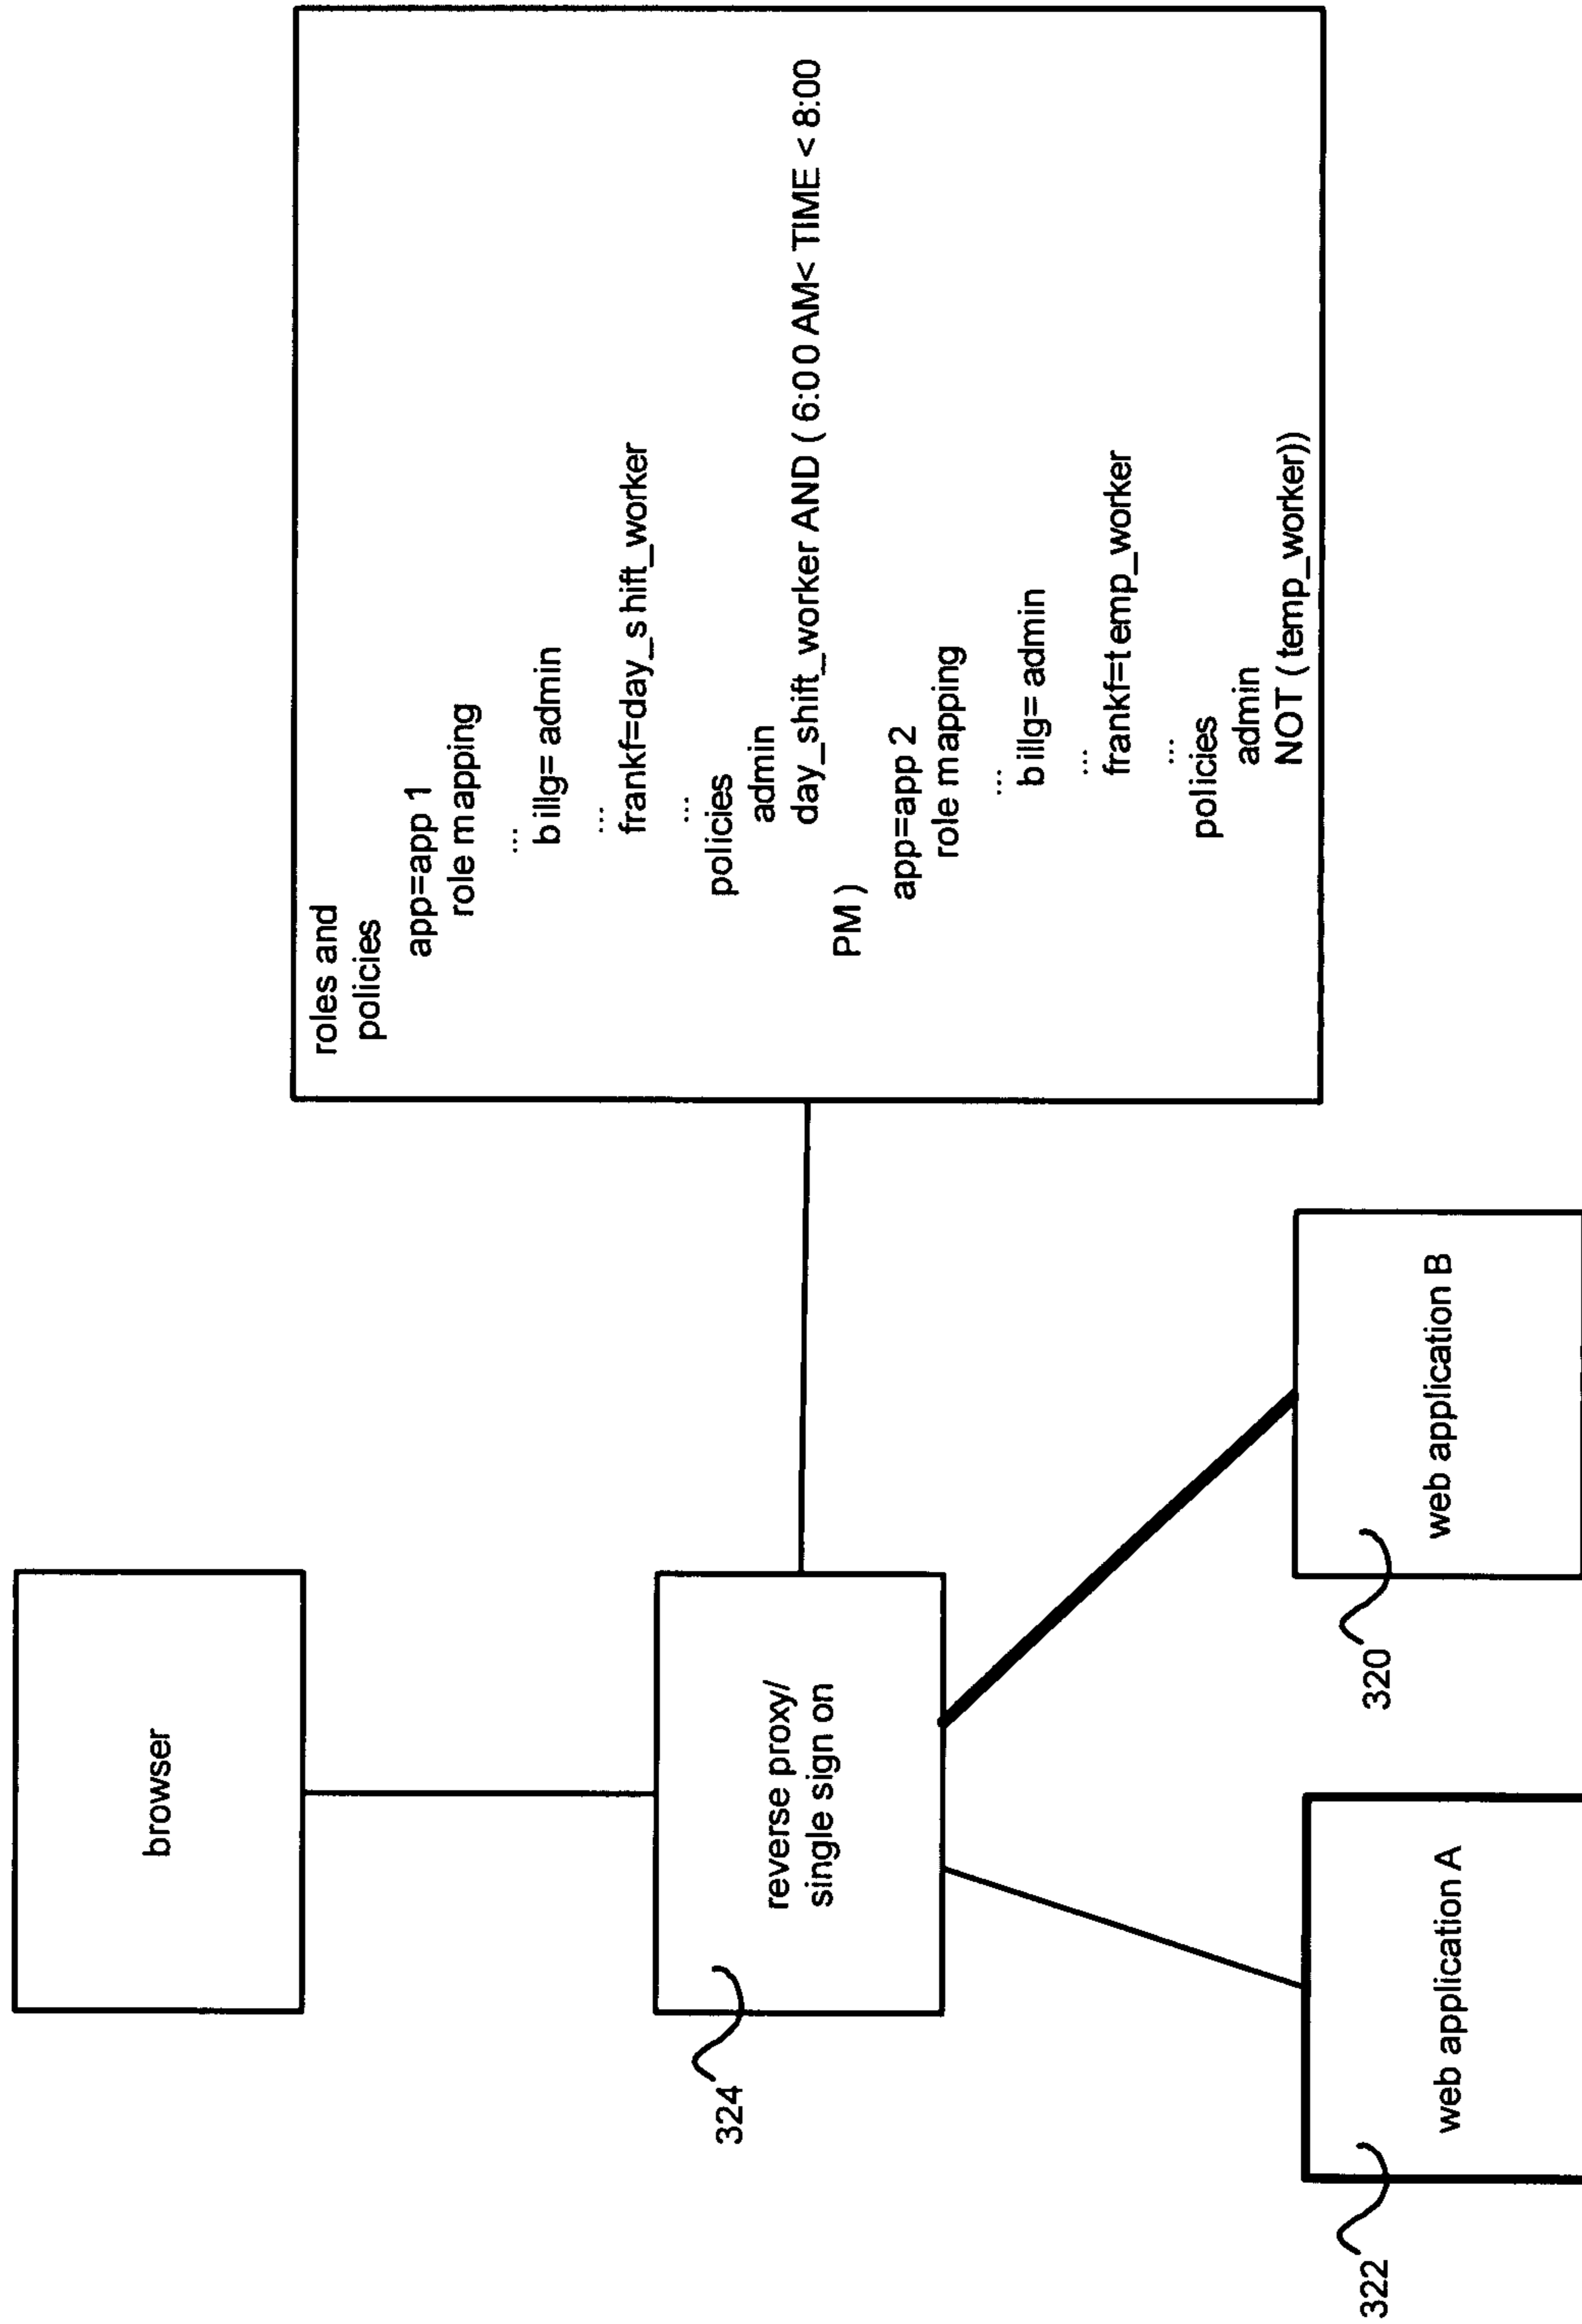 browser
reverse proxy/
single sign on
324
web application A
322
web application B
320
roles and
policies
app=app 1
role mapping
...
billg= admin
...
frankf=day_shift_worker
...
policies
admin
day_shift_worker AND ( 6:00 AM< TIME < 8:00
PM )
app=app 2
role mapping
...
billg= admin
...
frankf=temp_worker
...
policies
admin
NOT (temp_worker))